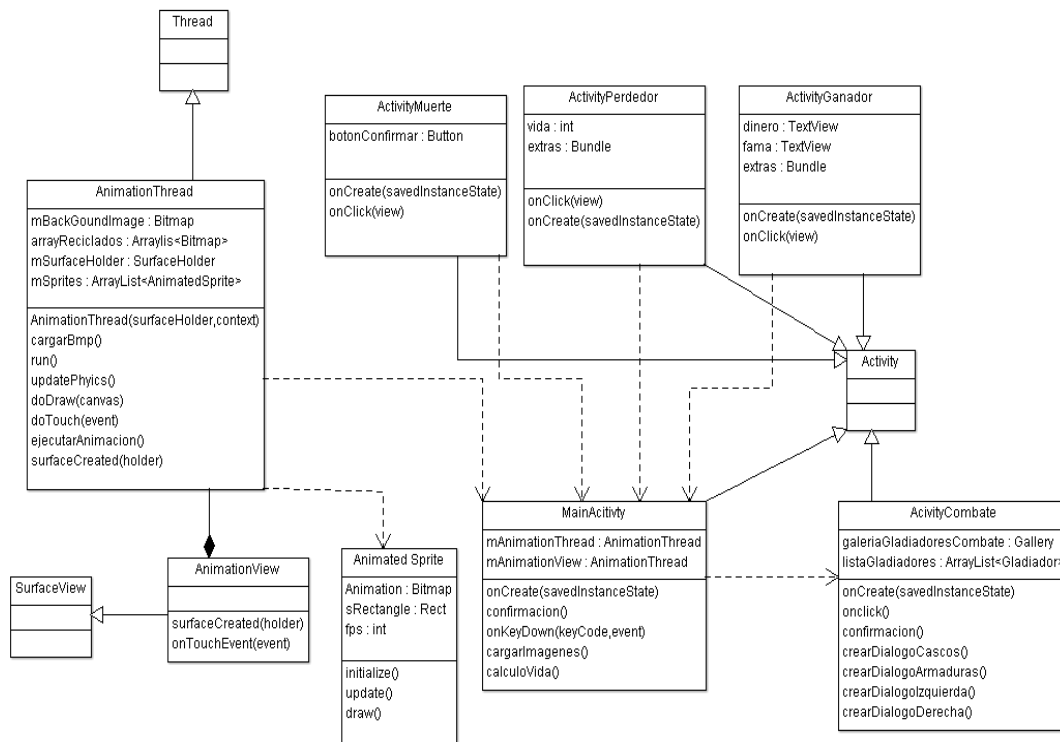 Thread
ActivityMuerte
botonConfirmar : Button
onCreate(savedInstanceState)
onClick(view)
ActivityPerdedor
vida : int
extras : Bundle
onClick(view)
onCreate(savedInstanceState)
ActivityGanador
dinero : TextView
fama : TextView
extras : Bundle
onCreate(savedInstanceState)
onClick(view)
AnimationThread
mBackGoundImage : Bitmap
arrayReciclados : Arraylis<Bitmap>
mSurfaceHolder : SurfaceHolder
mSprites : ArrayList<AnimatedSprite>
AnimationThread(surfaceHolder,context)
cargarBmp()
run()
updatePhyics()
doDraw(canvas)
doTouch(event)
ejecutarAnimacion()
surfaceCreated(holder)
Activity
SurfaceView
AnimationView
surfaceCreated(holder)
onTouchEvent(event)
Animated Sprite
Animation : Bitmap
sRectangle : Rect
fps : int
initialize()
update()
draw()
MainAcitivty
mAnimationThread : AnimationThread
mAnimationView : AnimationThread
onCreate(savedInstanceState)
confirmacion()
onKeyDown(keyCode,event)
cargarImagenes()
calculoVida()
AcivityCombate
galeriaGladiadoresCombate : Gallery
listaGladiadores : ArrayList<Gladiador>
onCreate(savedInstanceState)
onclick()
confirmacion()
crearDialogoCascos()
crearDialogoArmaduras()
crearDialogoIzquierda()
crearDialogoDerecha()